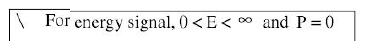 \ For energy signal, 0 < E < ∞ and P = 0